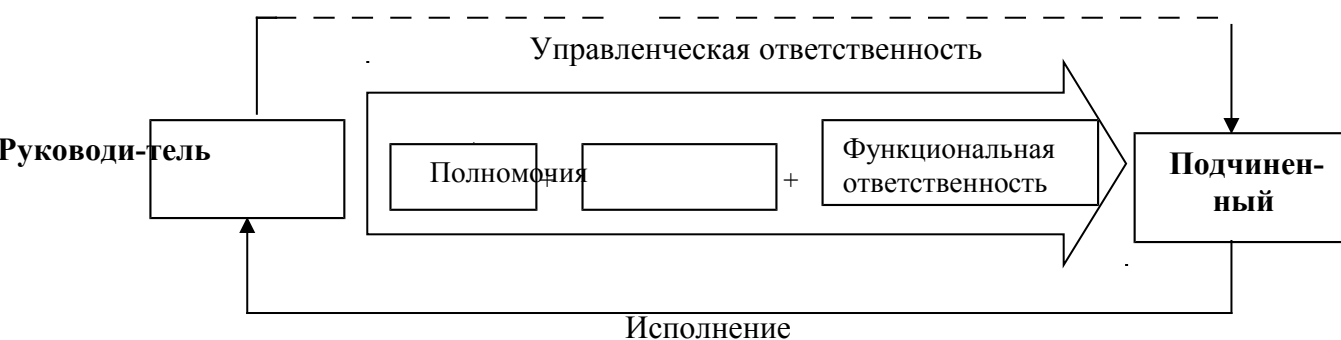 Управленческая ответственность
Руководи-тель
Полномочия
+
+
Функциональная
ответственность
Подчинен-
ный
Исполнение